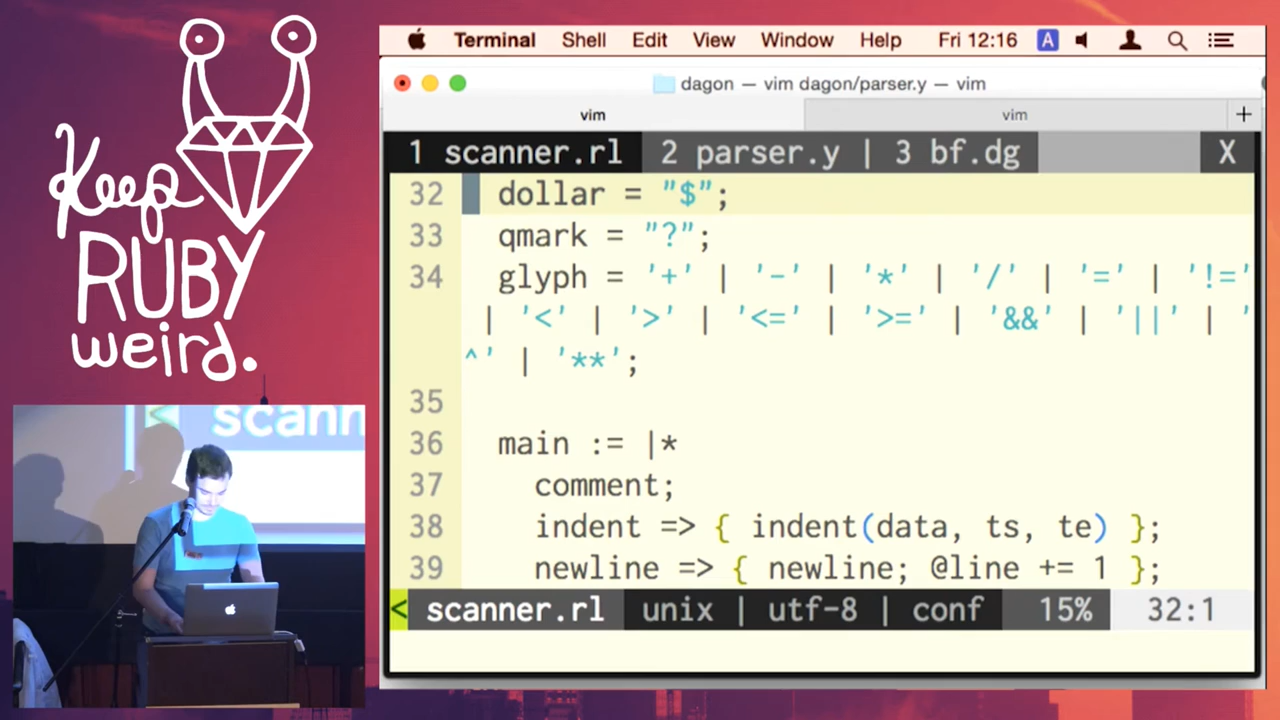 Keep
RUBY
weird.
scann
Terminal Shell Edit View Window Help Fri 12:16 A
dagon — vim dagon/parser.y — vim
vim vim +
1 scanner.rl 2 parser.y | 3 bf.dg X
32 dollar = "$";
33 qmark = "?";
34 glyph = '+' | '-' | '*' | '/' | '=' | '!='
| '<' | '>' | '<=' | '>=' | '&&' | '||' | '
^' | '**';
35
36 main := |*
37 comment;
38 indent => { indent(data, ts, te) };
39 newline => { newline; @line += 1 };
< scanner.rl unix | utf-8 | conf 15% 32:1